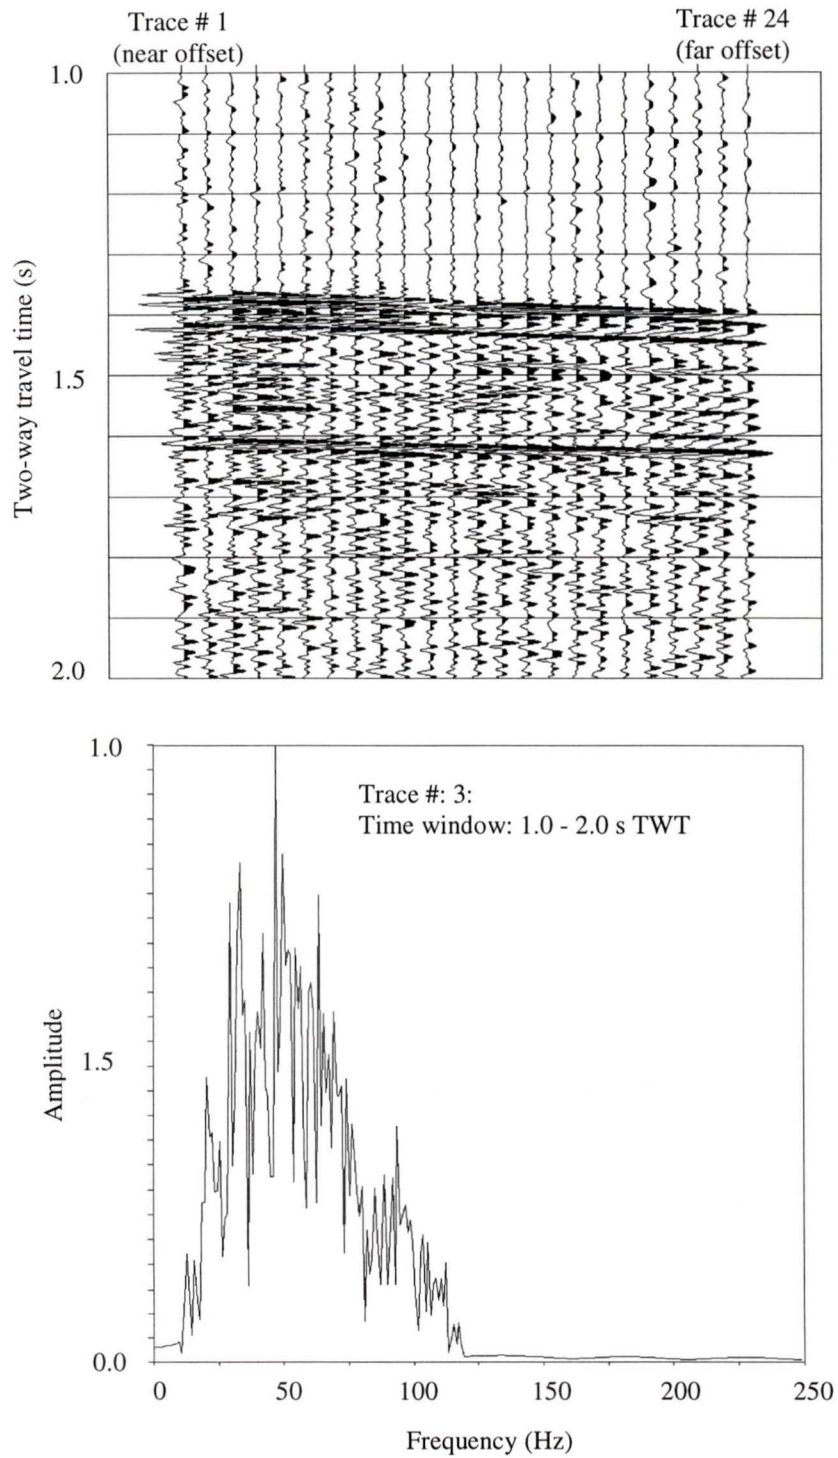 Trace # 1
(near offset)
Trace # 24
(far offset)
1.0
1.5
2.0
Two-way travel time (s)
1.0
1.5
0.0
Amplitude
Trace #: 3:
Time window: 1.0 - 2.0 s TWT
0
50
100
150
200
250
Frequency (Hz)